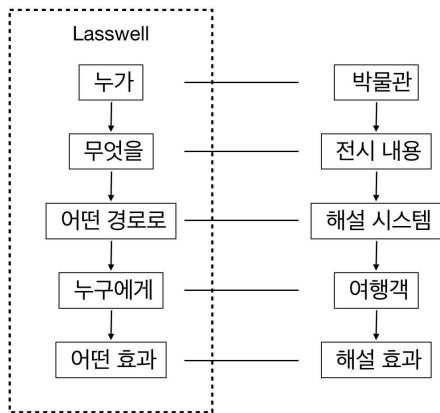 Lasswell
누가
박물관
무엇을
전시 내용
어떤 경로로
해설 시스템
누구에게
여행객
어떤 효과
해설 효과